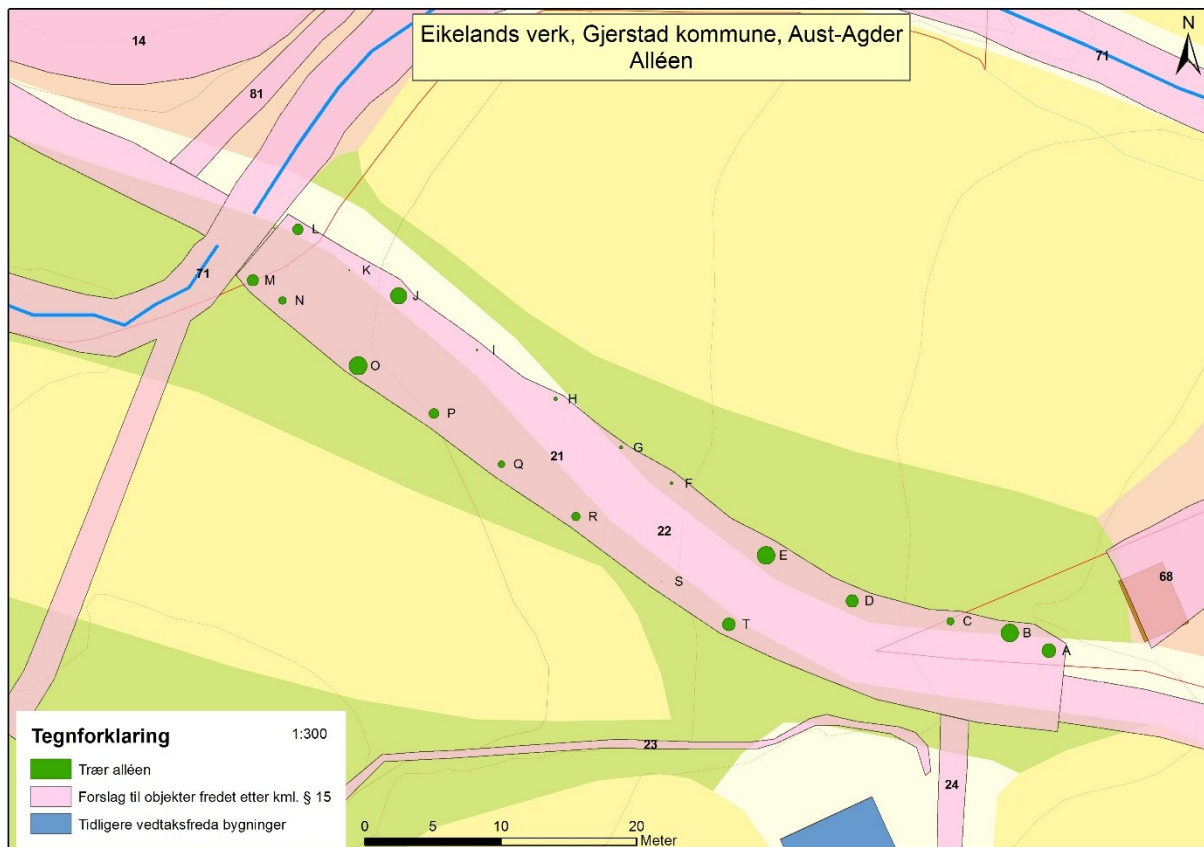 Eikelands verk, Gjerstad kommune, Aust-Agder
Alléen
N
14
81
71
71
L
K
M
N
J
I
O
H
P
G
21
Q
F
R
22
E
S
D
68
C
T
B
A
23
24
Tegnforklaring 1:300
Trær alléen
Forslag til objekter fredet etter kml. § 15
Tidligere vedtaksfreda bygninger
0 5 10 20
Meter